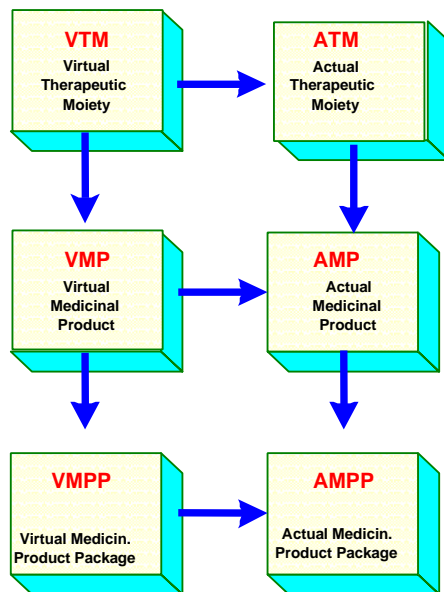 VTM
Virtual
Therapeutic
Moiety
ATM
Actual
Therapeutic
Moiety
VMP
Virtual
Medicinal
Product
AMP
Actual
Medicinal
Product
VMPP
Virtual Medicin.
Product Package
AMPP
Actual Medicin.
Product Package